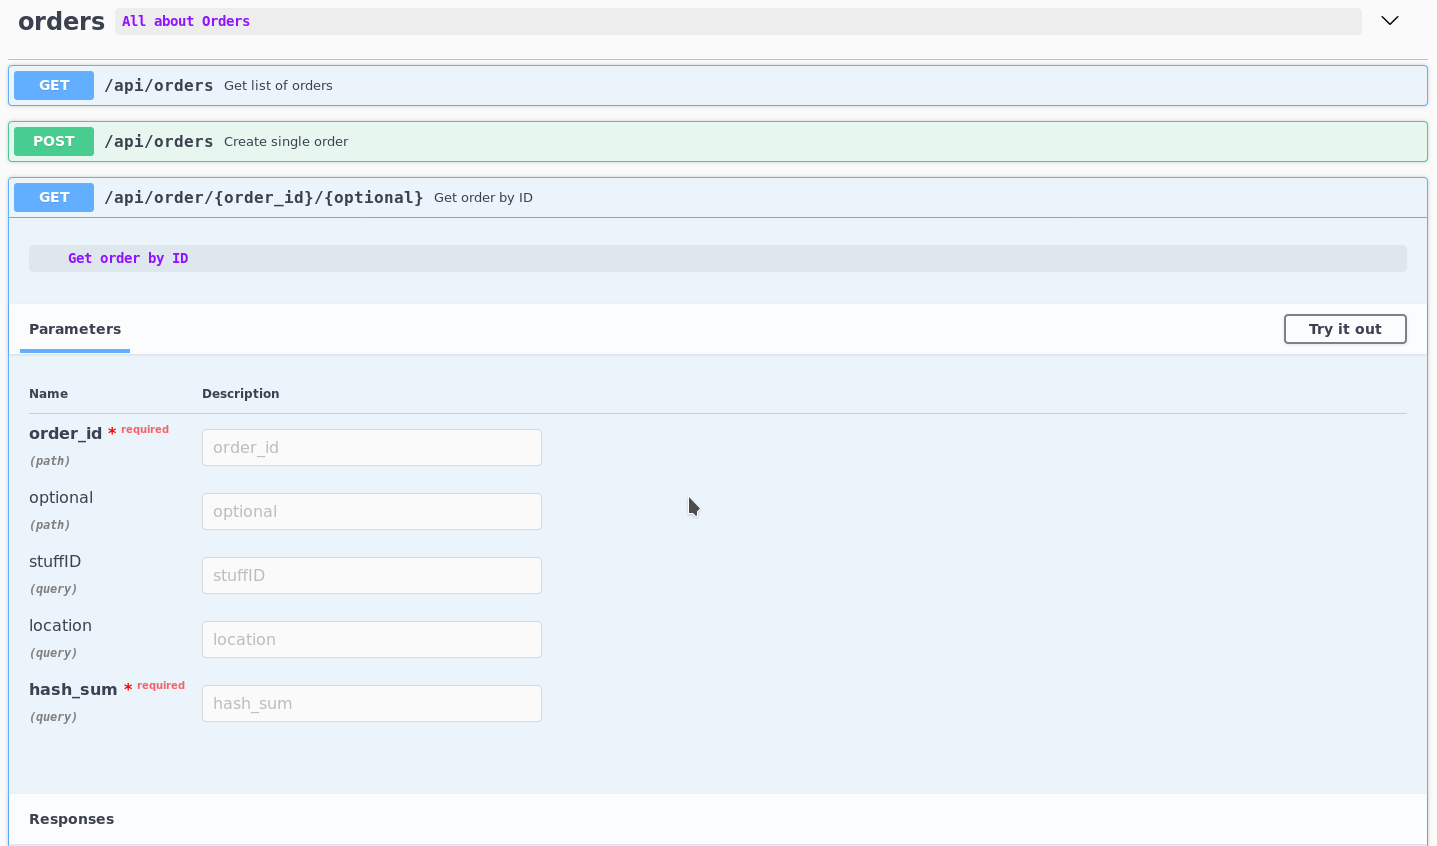 orders All about Orders
GET /api/orders Get list of orders
POST /api/orders Create single order
GET /api/order/{order_id}/{optional} Get order by ID
Get order by ID
Parameters Try it out
Name Description
order_id * required
(path)
order_id
optional
(path)
optional
stuffID
(query)
stuffID
location
(query)
location
hash_sum * required
(query)
hash_sum
Responses